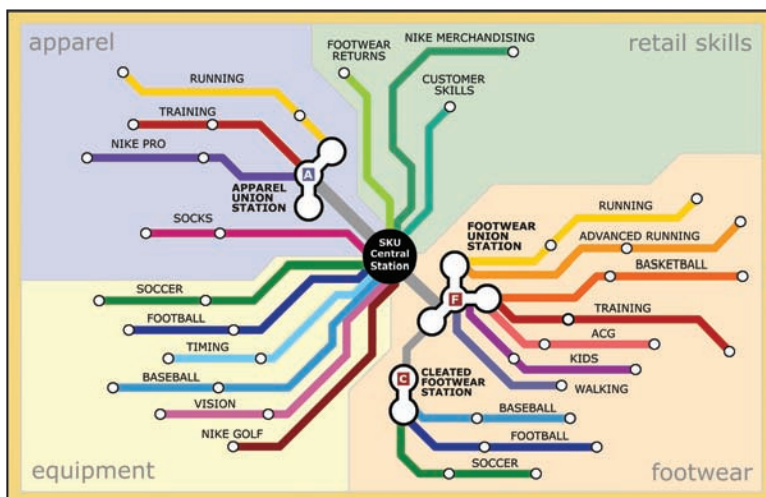 apparel
RUNNING
TRAINING
NIKE PRO
A
APPAREL
UNION
STATION
SOCKS
FOOTWEAR
RETURNS
NIKE MERCHANDISING
CUSTOMER
SKILLS
retail skills
SKU
Central
Station
FOOTWEAR
UNION
STATION
F
RUNNING
ADVANCED RUNNING
BASKETBALL
TRAINING
ACG
KIDS
WALKING
C
CLEATED
FOOTWEAR
STATION
BASEBALL
FOOTBALL
SOCCER
footwear
SOCCER
FOOTBALL
TIMING
BASEBALL
VISION
NIKE GOLF
equipment